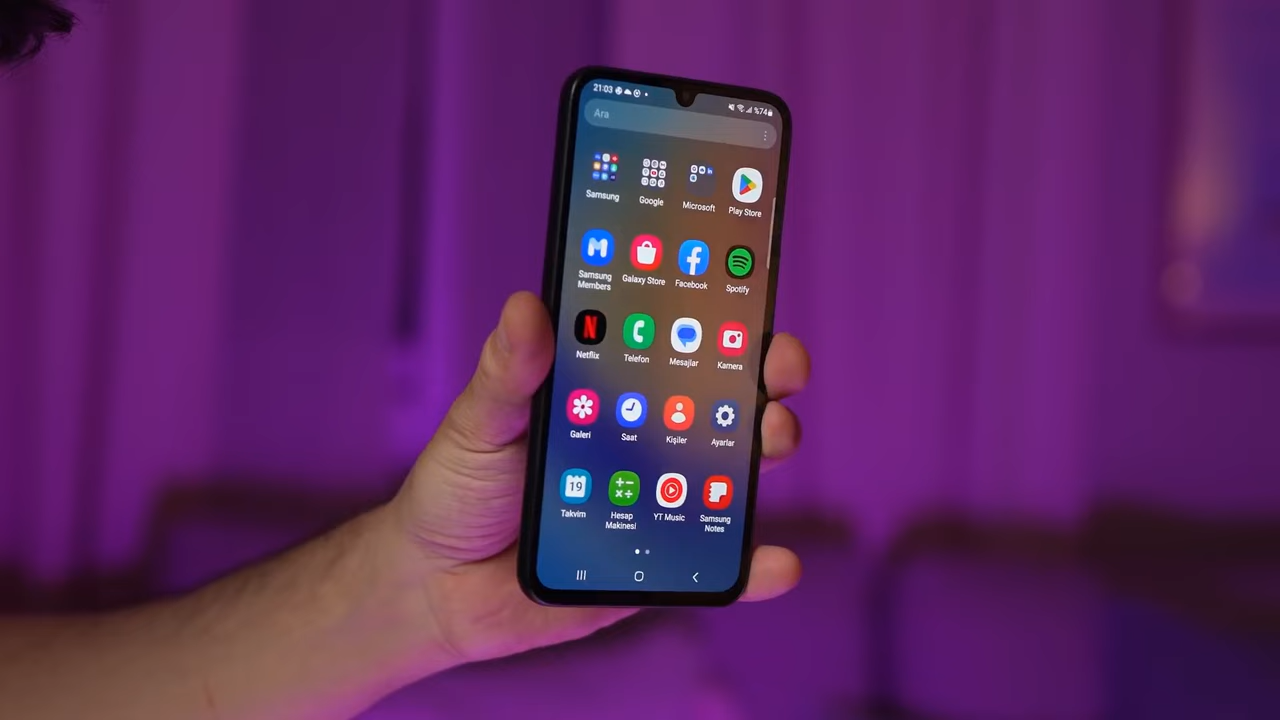 21:03
%74
Ara
Samsung
Google
Microsoft
Play Store
Samsung
Members
Galaxy Store
Facebook
Spotify
Netflix
Telefon
Mesajlar
Kamera
Galeri
Saat
Kişiler
Ayarlar
19
Takvim
Hesap
Makinesi
YT Music
Samsung
Notes